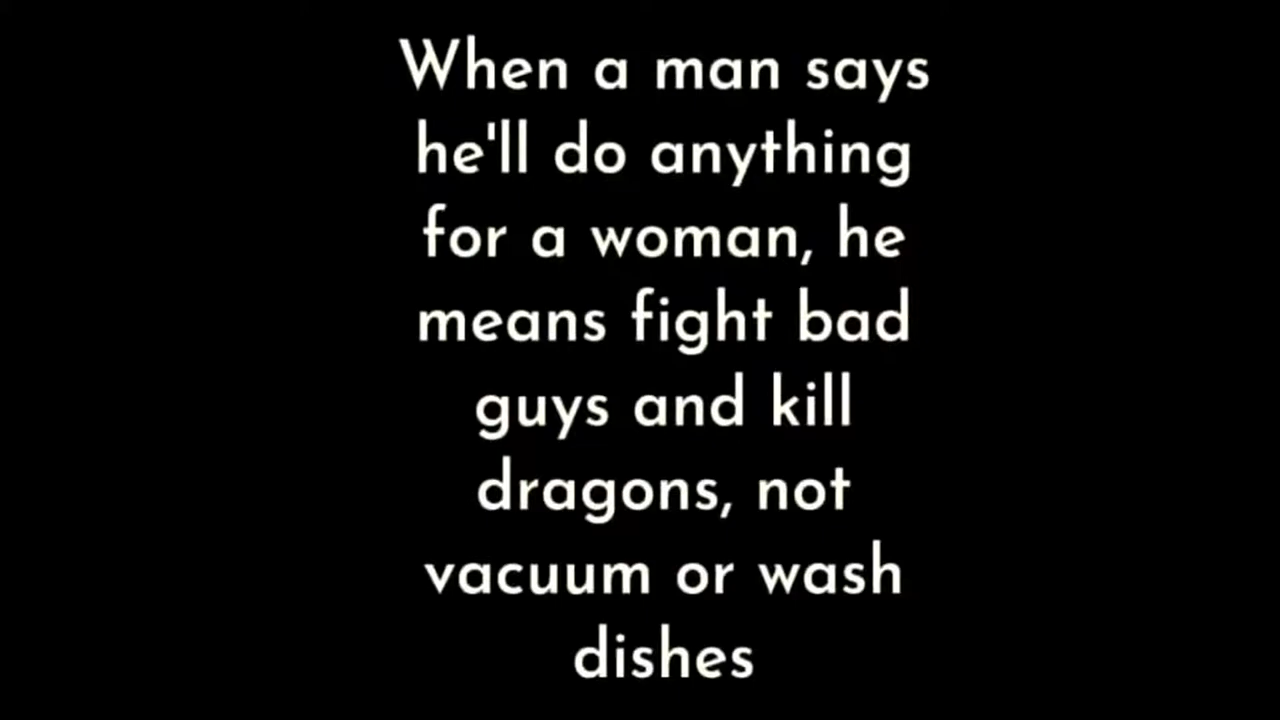 When a man says
he'll do anything
for a woman, he
means fight bad
guys and kill
dragons, not
vacuum or wash
dishes